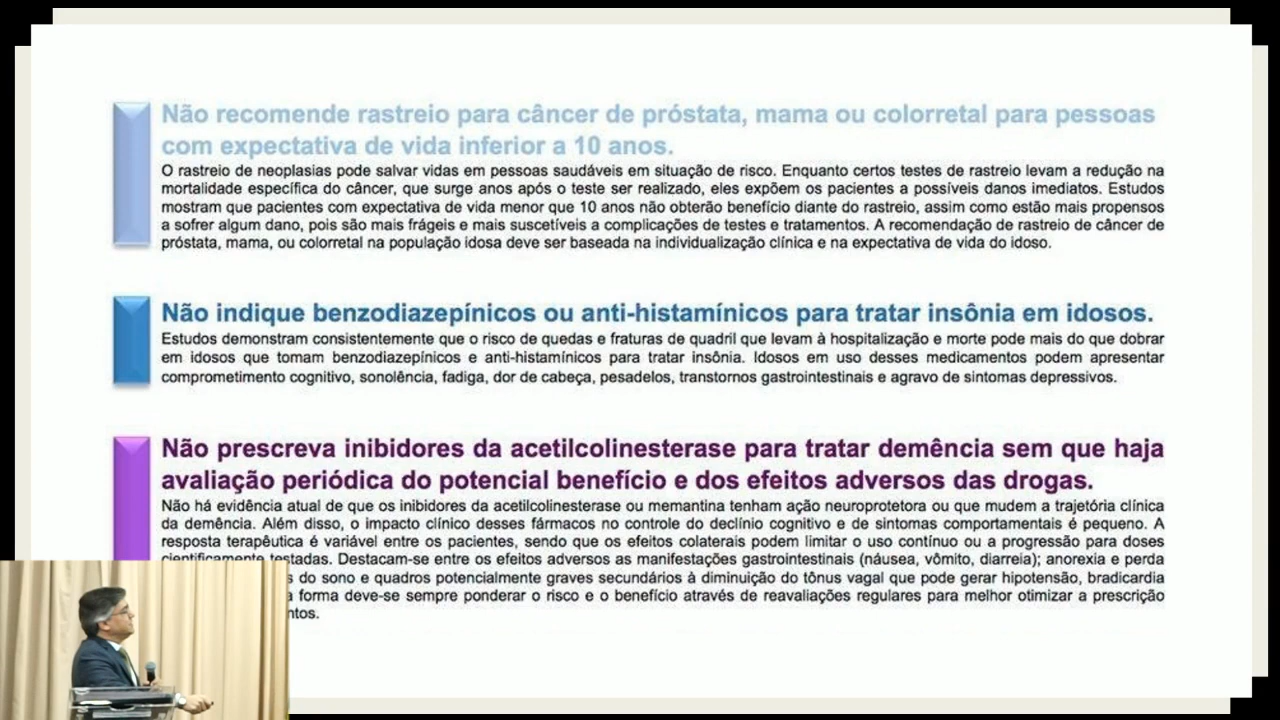 Não recomende rastreio para câncer de próstata, mama ou colorretal para pessoas
com expectativa de vida inferior a 10 anos.
O rastreio de neoplasias pode salvar vidas em pessoas saudáveis em situação de risco. Enquanto certos testes de rastreio levam a redução na
mortalidade específica do câncer, que surge anos após o teste ser realizado, eles expõem os pacientes a possíveis danos imediatos. Estudos
mostram que pacientes com expectativa de vida menor que 10 anos não obterão benefício diante do rastreio, assim como estão mais propensos
a sofrer algum dano, pois são mais frágeis e mais suscetíveis a complicações de testes e tratamentos. A recomendação de rastreio de câncer de
próstata, mama, ou colorretal na população idosa deve ser baseada na individualização clínica e na expectativa de vida do idoso.
Não indique benzodiazepínicos ou anti-histamínicos para tratar insônia em idosos.
Estudos demonstram consistentemente que o risco de quedas e fraturas de quadril que levam à hospitalização e morte pode mais do que dobrar
em idosos que tomam benzodiazepínicos e anti-histamínicos para tratar insônia. Idosos em uso desses medicamentos podem apresentar
comprometimento cognitivo, sonolência, fadiga, dor de cabeça, pesadelos, transtornos gastrointestinais e agravo de sintomas depressivos.
Não prescreva inibidores da acetilcolinesterase para tratar demência sem que haja
avaliação periódica do potencial benefício e dos efeitos adversos das drogas.
Não há evidência atual de que os inibidores da acetilcolinesterase ou memantina tenham ação neuroprotetora ou que mudem a trajetória clínica
da demência. Além disso, o impacto clínico desses fármacos no controle do declínio cognitivo e de sintomas comportamentais é pequeno. A
resposta terapêutica é variável entre os pacientes, sendo que os efeitos colaterais podem limitar o uso contínuo ou a progressão para doses
cientificamente testadas. Destacam-se entre os efeitos adversos as manifestações gastrointestinais (náusea, vômito, diarreia); anorexia e perda
do sono e quadros potencialmente graves secundários à diminuição do tônus vagal que pode gerar hipotensão, bradicardia
forma deve-se sempre ponderar o risco e o benefício através de reavaliações regulares para melhor otimizar a prescrição